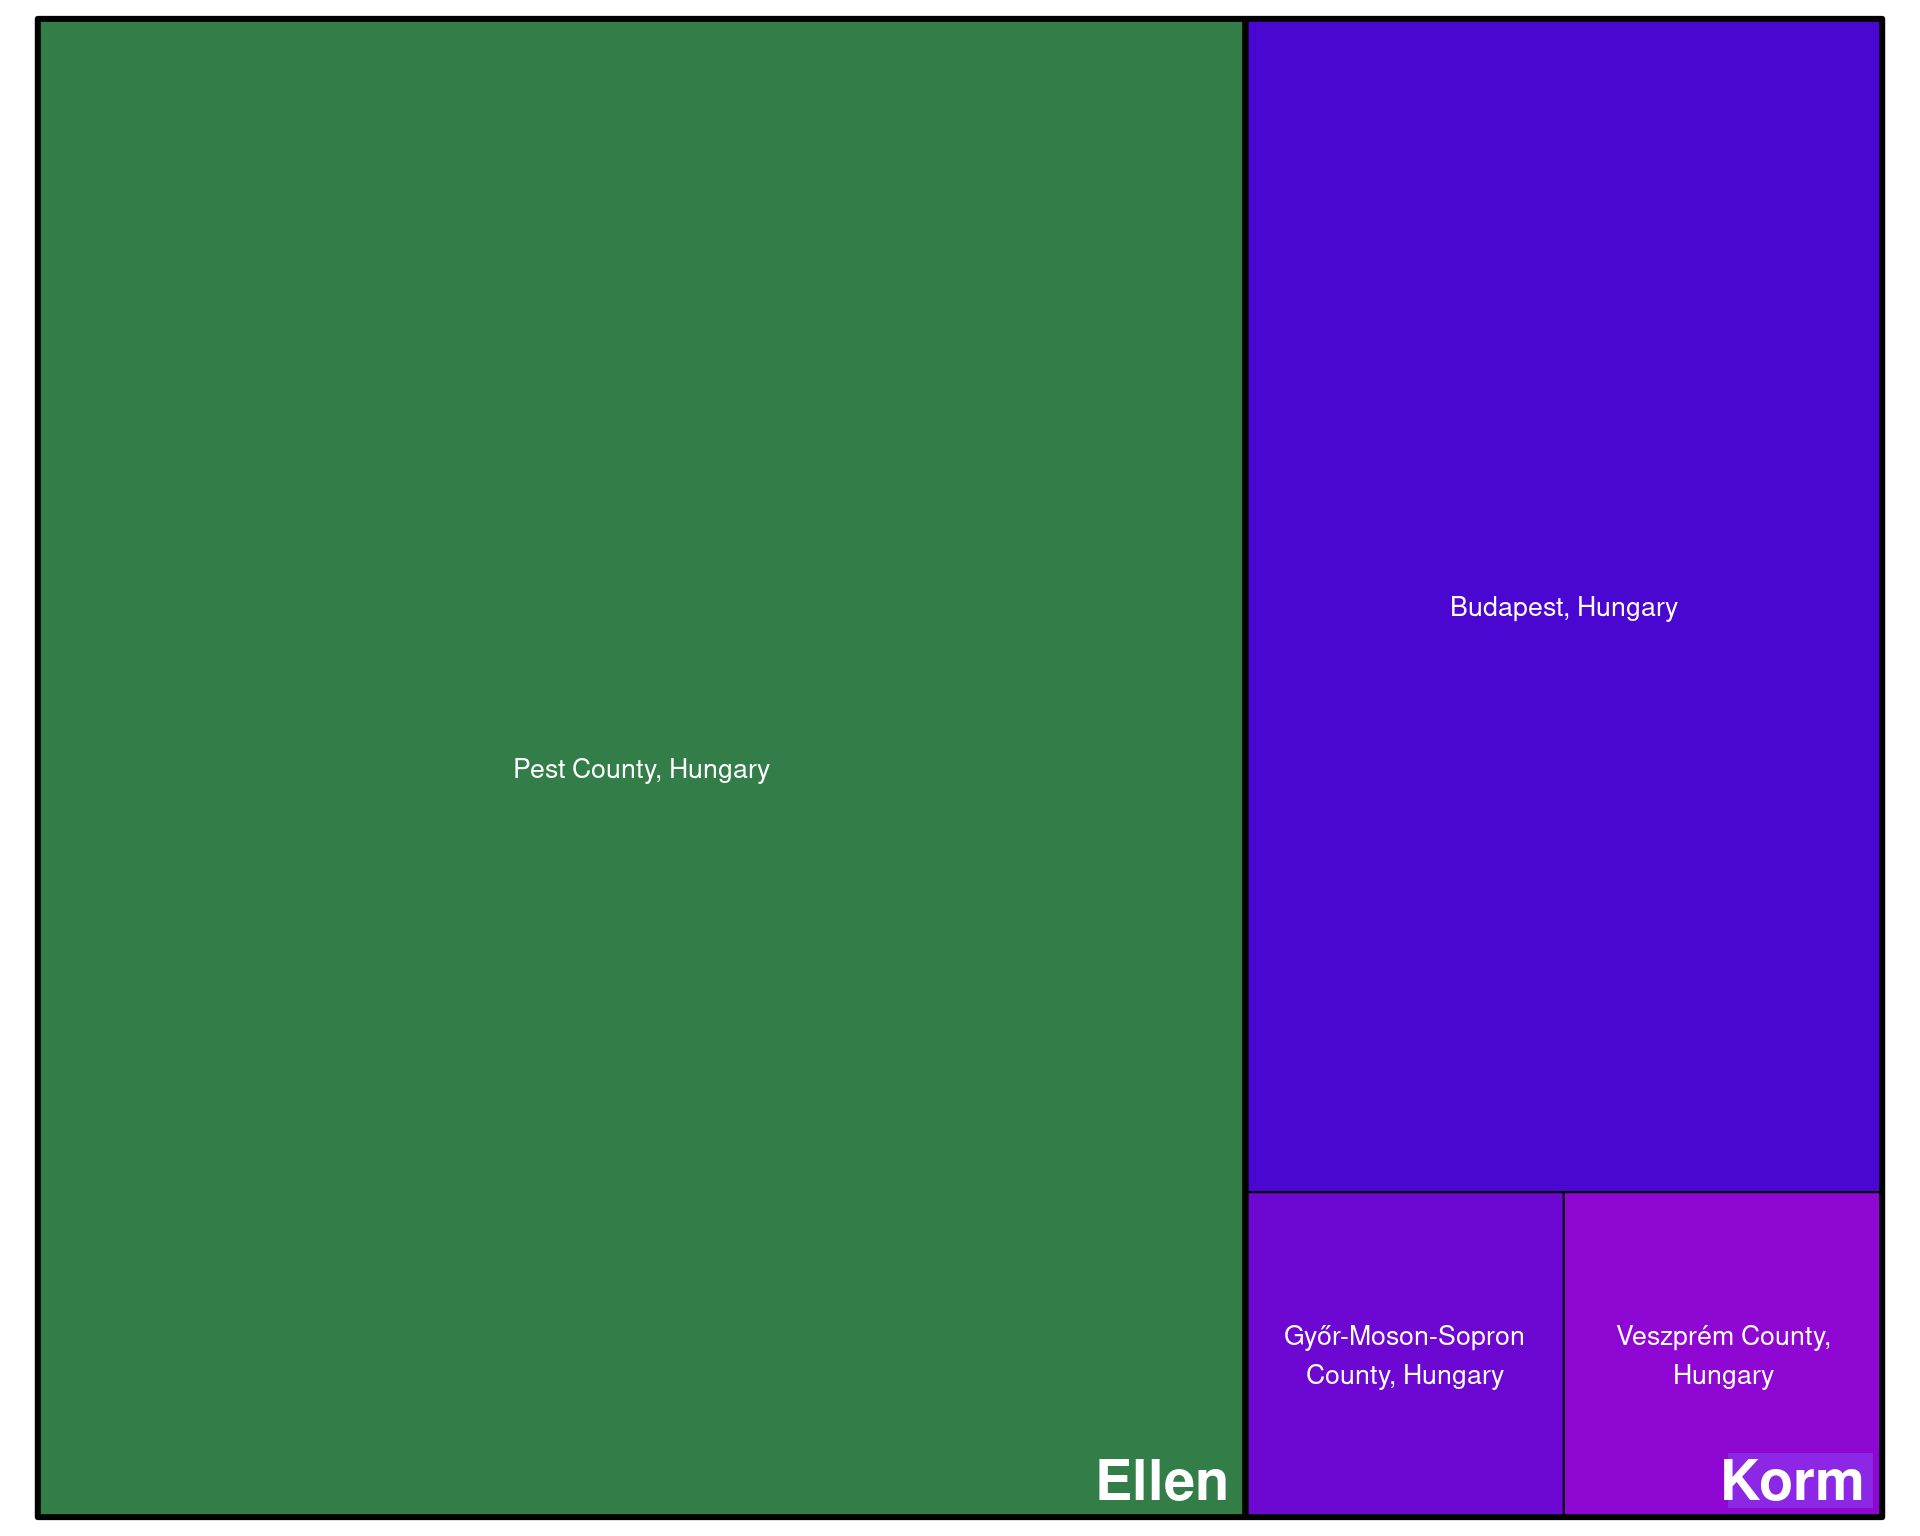 Budapest, Hungary
Pest County, Hungary
Győr-Moson-Sopron
County, Hungary
Veszprém County,
Hungary
Ellen
Korm